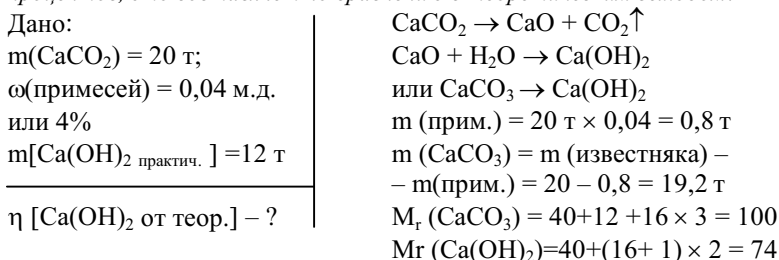 Дано:
m(CaCO₂) = 20 т;
ω(примесей) = 0,04 м.д.
или 4%
m[Ca(OH)₂ практич. ] =12 т
η [Ca(OH)₂ от теор.] – ?
CaCO₂ → CaO + CO₂↑
CaO + H₂O → Ca(OH)₂
или CaCO₃ → Ca(OH)₂
m (прим.) = 20 т × 0,04 = 0,8 т
m (CaCO₃) = m (известняка) –
– m(прим.) = 20 – 0,8 = 19,2 т
Mᵣ (CaCO₃) = 40+12 +16 × 3 = 100
Mr (Ca(OH)₂)=40+(16+ 1) × 2 = 74